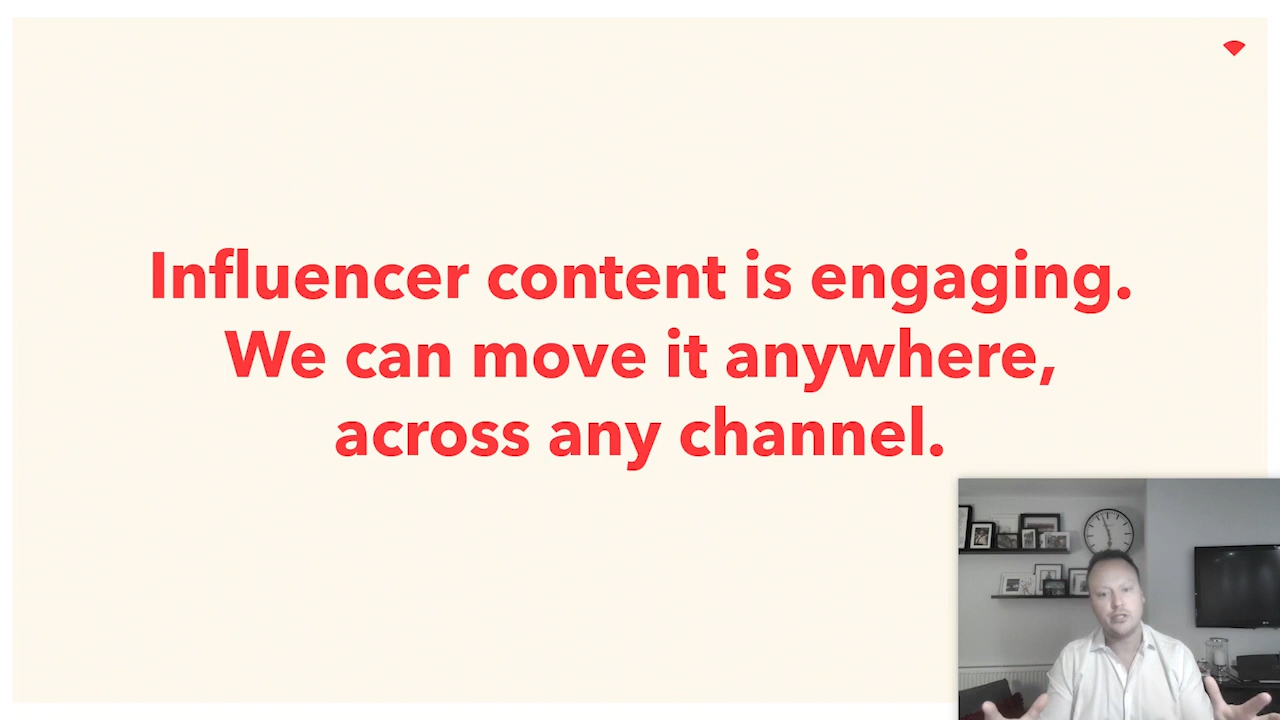 Influencer content is engaging.
We can move it anywhere,
across any channel.